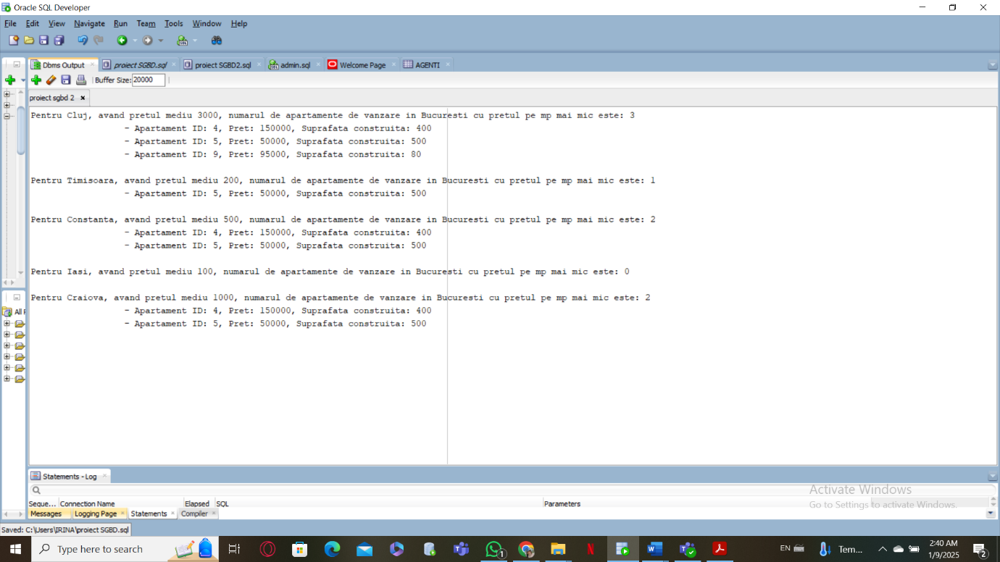 Oracle SQL Developer
File Edit View Navigate Run Team Tools Window Help
Dbms Output proiect SGBD.sql proiect SGBD2.sql admin.sql Welcome Page AGENTI
Buffer Size: 20000
proiect sgbd 2
Pentru Cluj, avand pretul mediu 3000, numarul de apartamente de vanzare in Bucuresti cu pretul pe mp mai mic este: 3
- Apartament ID: 4, Pret: 150000, Suprafata construita: 400
- Apartament ID: 5, Pret: 50000, Suprafata construita: 500
- Apartament ID: 9, Pret: 95000, Suprafata construita: 80
Pentru Timisoara, avand pretul mediu 200, numarul de apartamente de vanzare in Bucuresti cu pretul pe mp mai mic este: 1
- Apartament ID: 5, Pret: 50000, Suprafata construita: 500
Pentru Constanta, avand pretul mediu 500, numarul de apartamente de vanzare in Bucuresti cu pretul pe mp mai mic este: 2
- Apartament ID: 4, Pret: 150000, Suprafata construita: 400
- Apartament ID: 5, Pret: 50000, Suprafata construita: 500
Pentru Iasi, avand pretul mediu 100, numarul de apartamente de vanzare in Bucuresti cu pretul pe mp mai mic este: 0
Pentru Craiova, avand pretul mediu 1000, numarul de apartamente de vanzare in Bucuresti cu pretul pe mp mai mic este: 2
- Apartament ID: 4, Pret: 150000, Suprafata construita: 400
- Apartament ID: 5, Pret: 50000, Suprafata construita: 500
All
Statements - Log
Seque... Connection Name Elapsed SQL Parameters
Messages Logging Page Statements Compiler
Activate Windows
Go to Settings to activate Windows.
Saved: C:\Users\IRINA\proiect SGBD.sql
Type here to search
EN Tem... 2:40 AM
1/9/2025
1
2